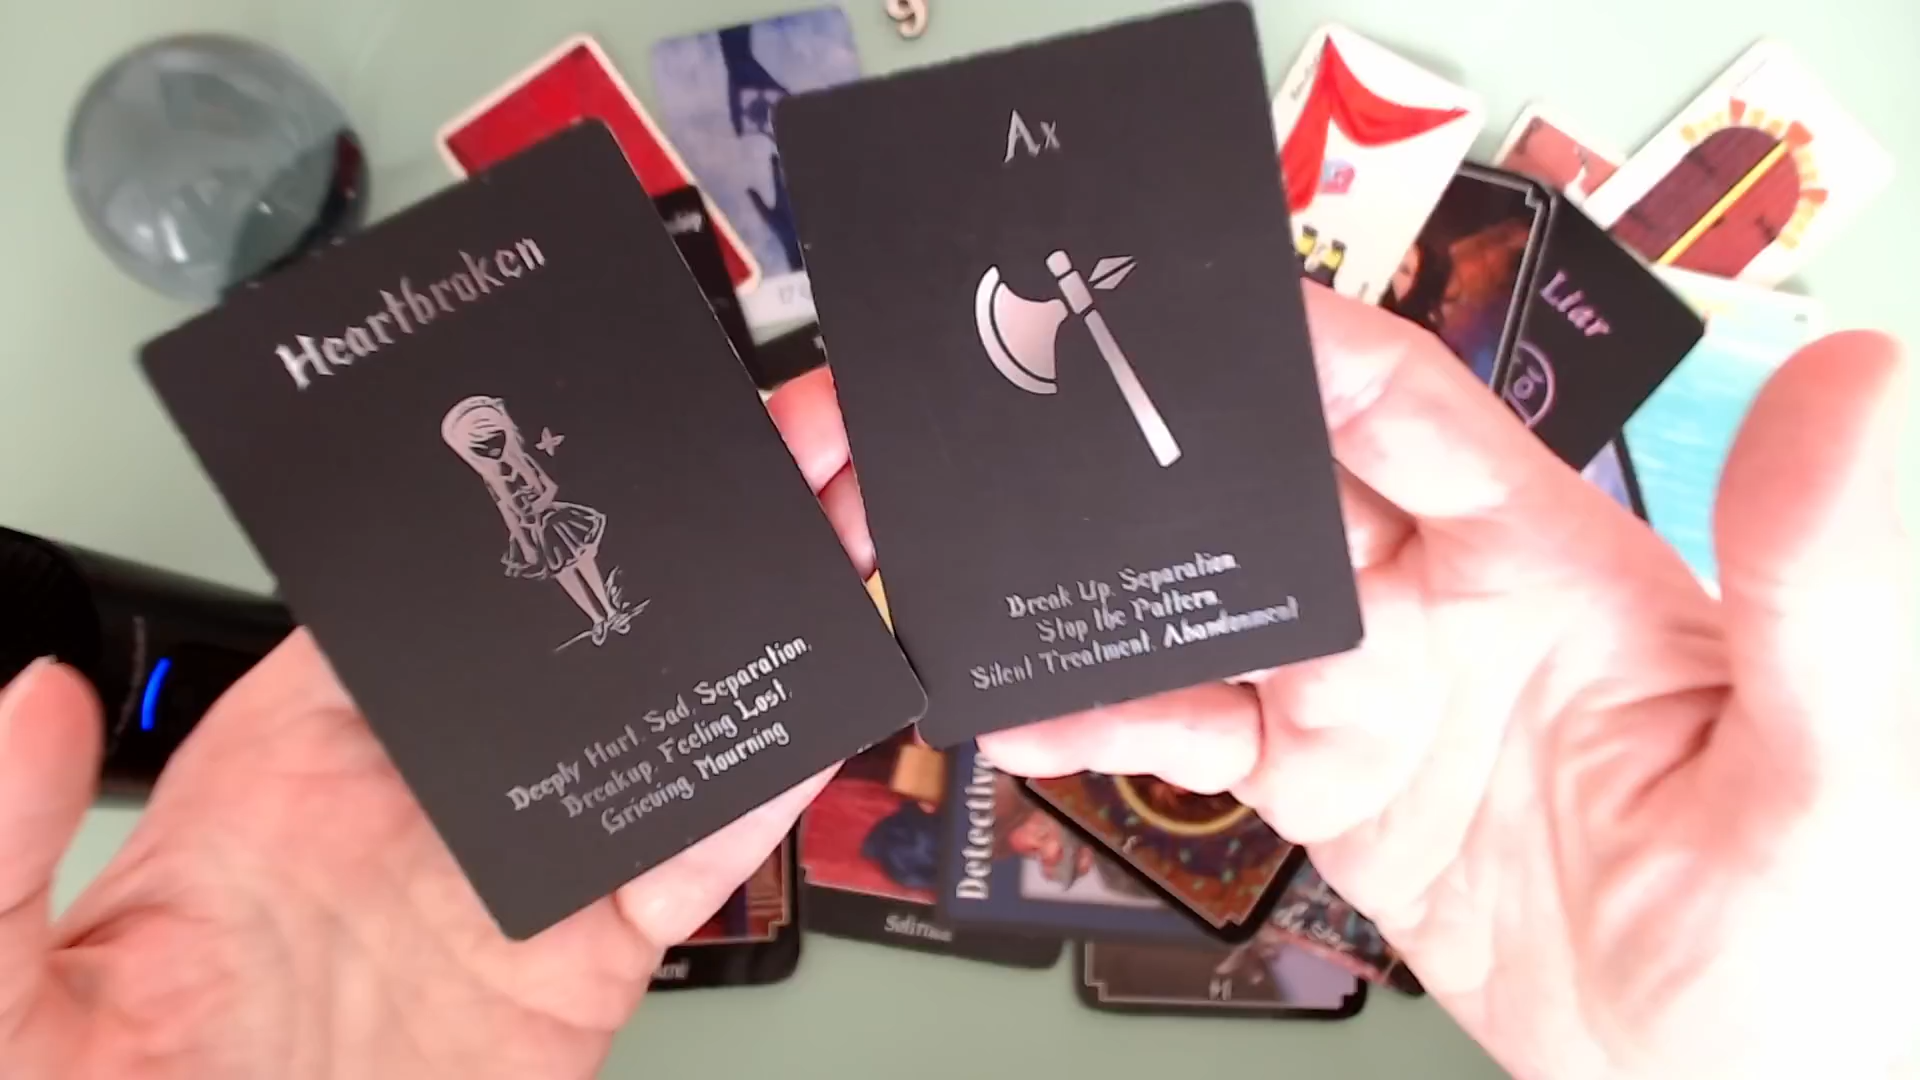 9
Ax
Liar
Heartbroken
Break Up. Separation.
Stop the Pattern.
Silent Treatment. Abandonment
Deeply Hurt. Sad. Separation.
Breakup. Feeling Lost.
Grieving. Mourning
Detective